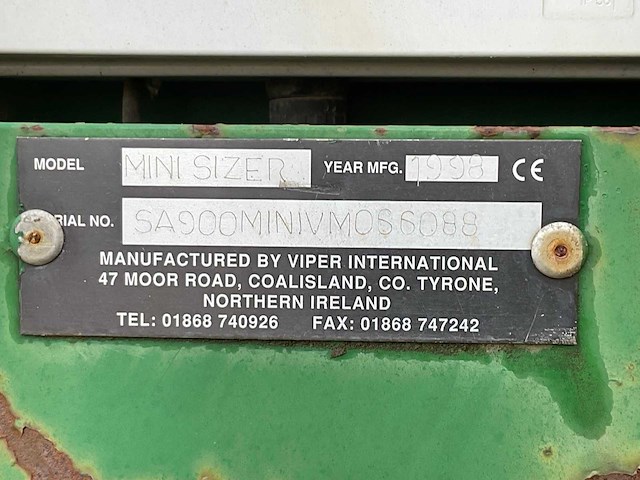 MODEL MINI SIZER YEAR MFG. 1998 CE
RIAL NO. SA900MINIVMOS6088
MANUFACTURED BY VIPER INTERNATIONAL
47 MOOR ROAD, COALISLAND, CO. TYRONE,
NORTHERN IRELAND
TEL: 01868 740926 FAX: 01868 747242